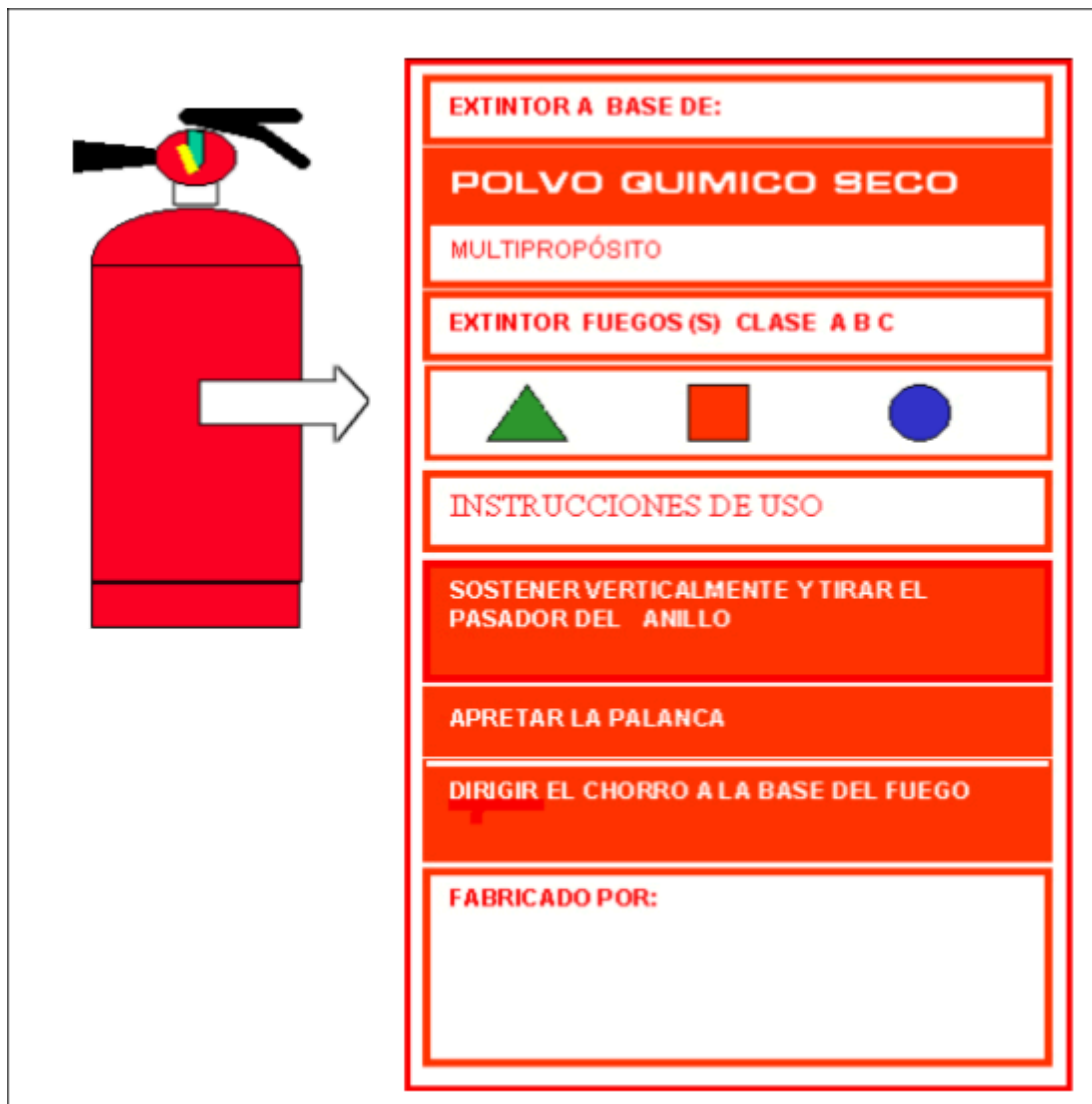 EXTINTOR A BASE DE:
POLVO QUIMICO SECO
MULTIPROPÓSITO
EXTINTOR FUEGOS (S) CLASE A B C
INSTRUCCIONES DE USO
SOSTENER VERTICALMENTE Y TIRAR EL
PASADOR DEL ANILLO
APRETAR LA PALANCA
DIRIGIR EL CHORRO A LA BASE DEL FUEGO
FABRICADO POR: